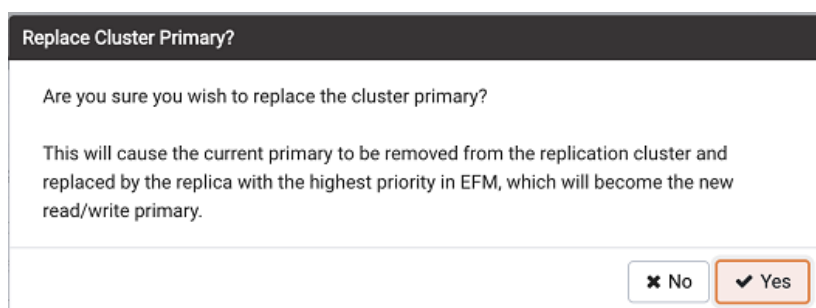 Replace Cluster Primary?
Are you sure you wish to replace the cluster primary?
This will cause the current primary to be removed from the replication cluster and
replaced by the replica with the highest priority in EFM, which will become the new
read/write primary.
✖ No ✔ Yes